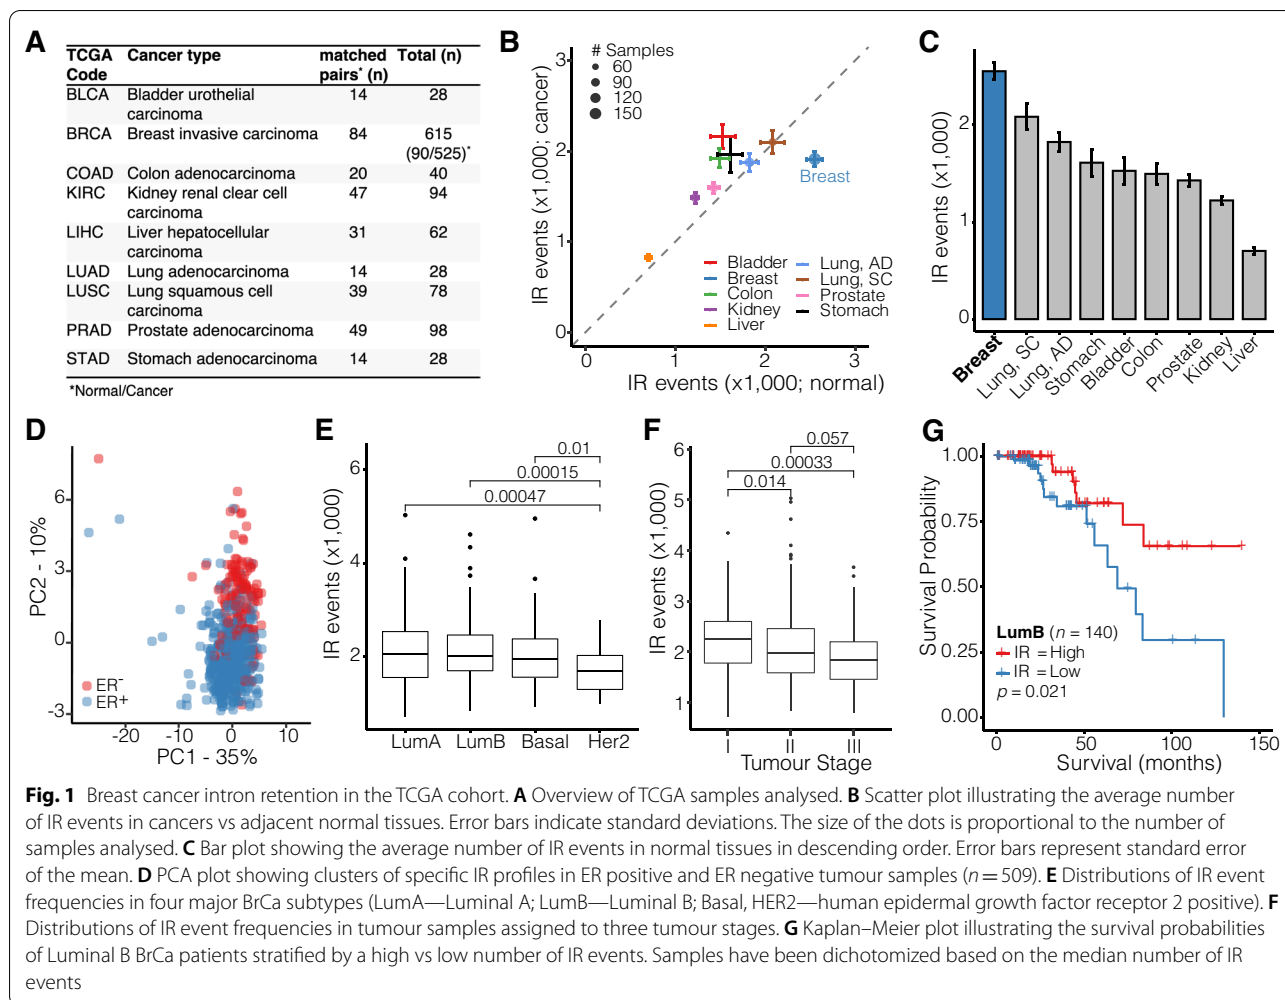 A
TCGA Code Cancer type matched pairs* (n) Total (n)
BLCA Bladder urothelial carcinoma 14 28
BRCA Breast invasive carcinoma 84 615 (90/525)*
COAD Colon adenocarcinoma 20 40
KIRC Kidney renal clear cell carcinoma 47 94
LIHC Liver hepatocellular carcinoma 31 62
LUAD Lung adenocarcinoma 14 28
LUSC Lung squamous cell carcinoma 39 78
PRAD Prostate adenocarcinoma 49 98
STAD Stomach adenocarcinoma 14 28
*Normal/Cancer
B
# Samples
60
90
120
150
IR events (x1,000; cancer)
3
2
1
0
Breast
Bladder
Breast
Colon
Kidney
Liver
Lung, AD
Lung, SC
Prostate
Stomach
0 1 2 3
IR events (x1,000; normal)
C
IR events (x1,000)
2
1
0
Breast
Lung, SC
Lung, AD
Stomach
Bladder
Colon
Prostate
Kidney
Liver
D
PC2 - 10%
6
3
0
-3
ER-
ER+
-20 -10 0 10
PC1 - 35%
E
IR events (x1,000)
6
4
2
0.01
0.00015
0.00047
LumA LumB Basal Her2
F
IR events (x1,000)
6
5
4
3
2
1
0.057
0.00033
0.014
I II III
Tumour Stage
G
Survival Probability
1.00
0.75
0.50
0.25
0.00
LumB (n = 140)
IR = High
IR = Low
p = 0.021
0 50 100 150
Survival (months)
Fig. 1 Breast cancer intron retention in the TCGA cohort. A Overview of TCGA samples analysed. B Scatter plot illustrating the average number
of IR events in cancers vs adjacent normal tissues. Error bars indicate standard deviations. The size of the dots is proportional to the number of
samples analysed. C Bar plot showing the average number of IR events in normal tissues in descending order. Error bars represent standard error
of the mean. D PCA plot showing clusters of specific IR profiles in ER positive and ER negative tumour samples (n = 509). E Distributions of IR event
frequencies in four major BrCa subtypes (LumA—Luminal A; LumB—Luminal B; Basal, HER2—human epidermal growth factor receptor 2 positive). F
Distributions of IR event frequencies in tumour samples assigned to three tumour stages. G Kaplan–Meier plot illustrating the survival probabilities
of Luminal B BrCa patients stratified by a high vs low number of IR events. Samples have been dichotomized based on the median number of IR
events